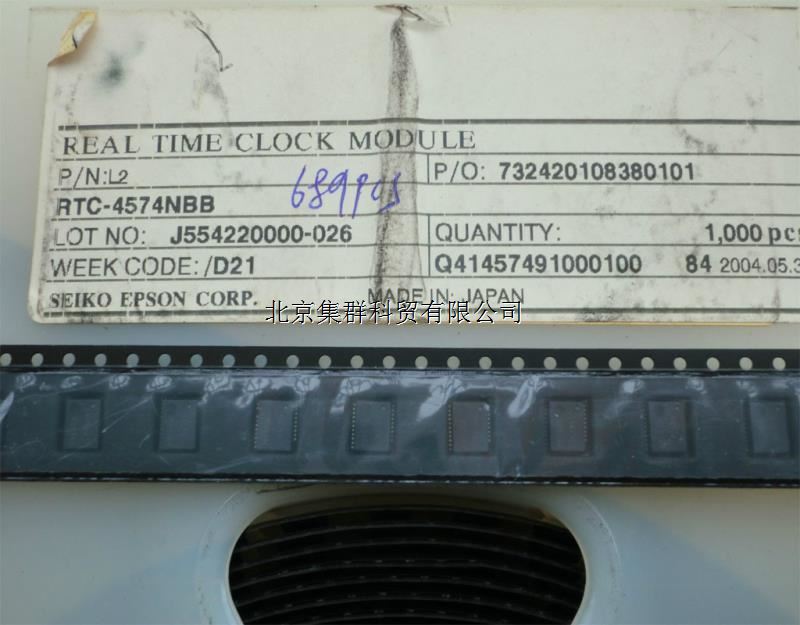 REAL TIME CLOCK MODULE
P/N:L2 P/O: 732420108380101
RTC-4574NBB 689pcs
LOT NO: J554220000-026 QUANTITY: 1,000 pcs
WEEK CODE: /D21 Q41457491000100 84 2004.05.3
SEIKO EPSON CORP. MADE IN: JAPAN
北京集群科贸有限公司